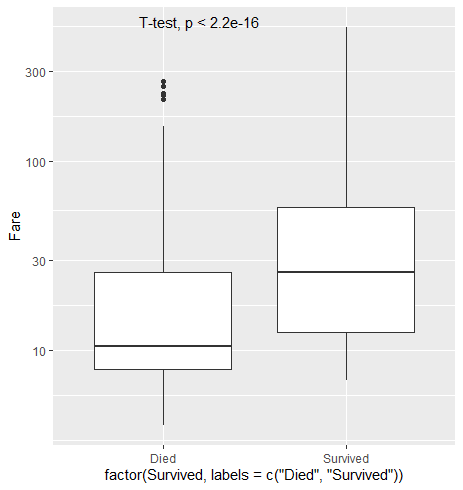 T-test, p < 2.2e-16
300
100
30
10
Fare
Died
Survived
factor(Survived, labels = c("Died", "Survived"))